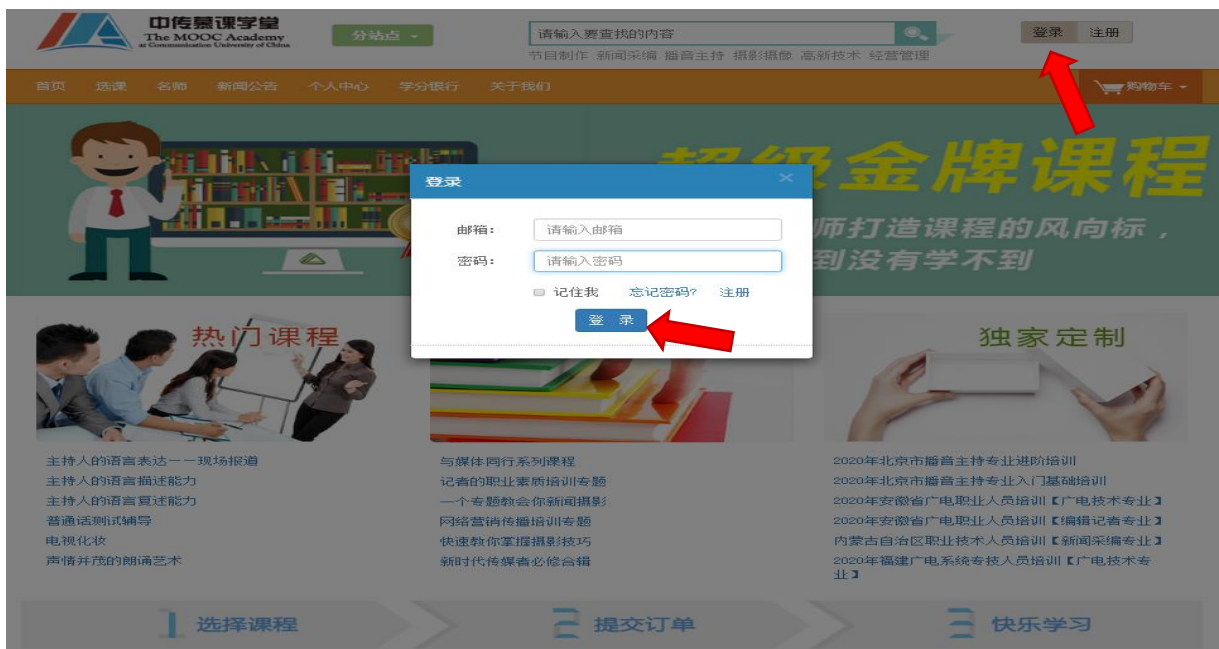 中传慕课学堂
The MOOC Academy
at Communication University of China
分站点
请输入要查找的内容
登录 注册
节目制作 新闻采编 播音主持 摄影摄像 高新技术 经营管理
首页 选课 名师 新闻公告 个人中心 学分银行 关于我们
购物车
超级金牌课程
师打造课程的风向标，
到没有学不到
登录
×
邮箱：
请输入邮箱
密码：
请输入密码
记住我 忘记密码? 注册
登 录
热门课程
独家定制
主持人的语言表达——现场报道
主持人的语言描述能力
主持人的语言复述能力
普通话测试辅导
电视化妆
声情并茂的朗诵艺术
与媒体同行系列课程
记者的职业素质培训专题
一个专题教会你新闻摄影
网络营销传播培训专题
快速教你掌握摄影技巧
新时代传媒者必修合辑
2020年北京市播音主持专业进阶培训
2020年北京市播音主持专业入门基础培训
2020年安徽省广电职业人员培训【广电技术专业】
2020年安徽省广电职业人员培训【编辑记者专业】
内蒙古自治区职业技术人员培训【新闻采编专业】
2020年福建广电系统专技人员培训【广电技术专
业】
1 选择课程
2 提交订单
3 快乐学习